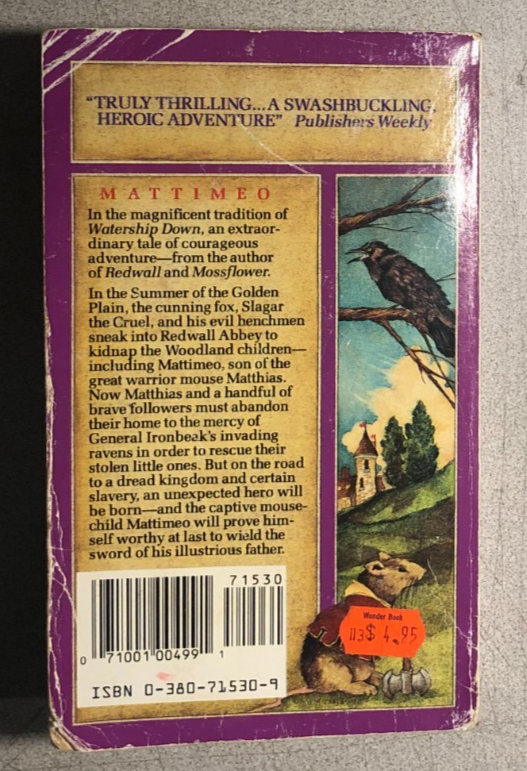 "TRULY THRILLING...A SWASHBUCKLING,
HEROIC ADVENTURE" Publishers Weekly
MATTIMEO
In the magnificent tradition of
Watership Down, an extraor-
dinary tale of courageous
adventure—from the author
of Redwall and Mossflower.
In the Summer of the Golden
Plain, the cunning fox, Slagar
the Cruel, and his evil henchmen
sneak into Redwall Abbey to
kidnap the Woodland children—
including Mattimeo, son of the
great warrior mouse Matthias.
Now Matthias and a handful of
brave followers must abandon
their home to the mercy of
General Ironbeak's invading
ravens in order to rescue their
stolen little ones. But on the road
to a dread kingdom and certain
slavery, an unexpected hero will
be born—and the captive mouse-
child Mattimeo will prove him-
self worthy at last to wield the
sword of his illustrious father.
71530
0 71001 00499 1
ISBN 0-380-71530-9
Wonder Book
113$ 4.95